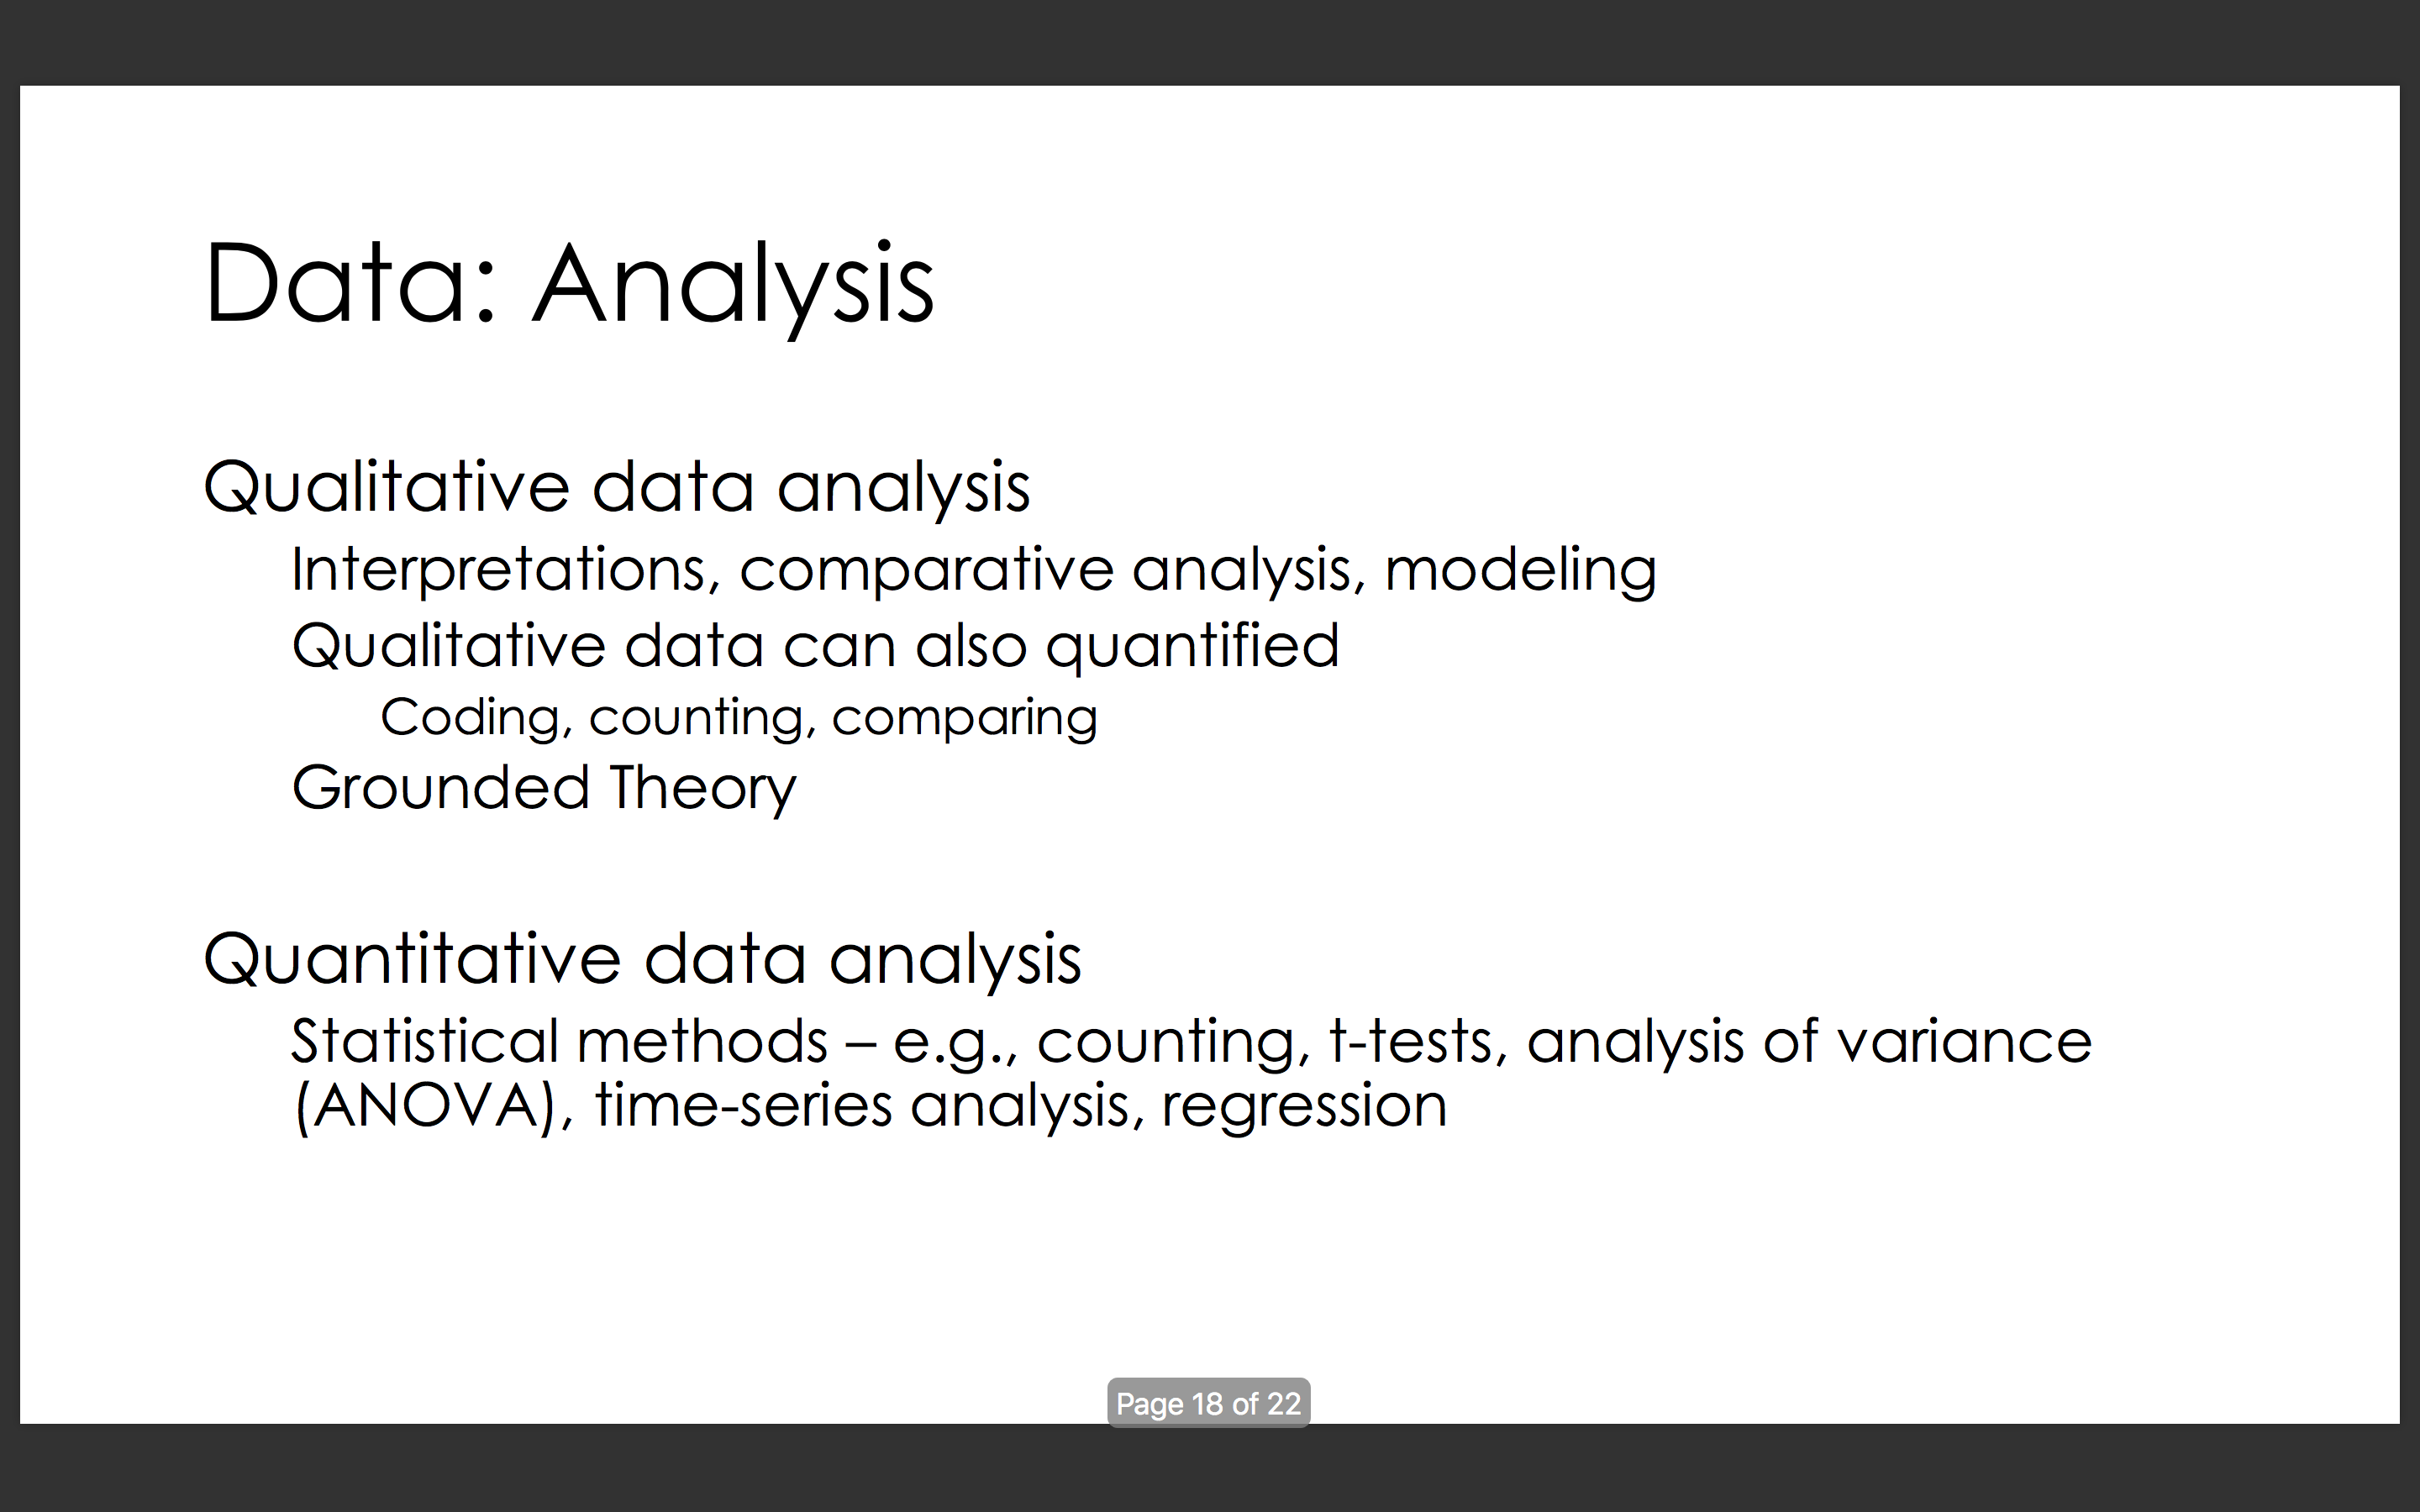 Data: Analysis
Qualitative data analysis
Interpretations, comparative analysis, modeling
Qualitative data can also quantified
Coding, counting, comparing
Grounded Theory
Quantitative data analysis
Statistical methods – e.g., counting, t-tests, analysis of variance
(ANOVA), time-series analysis, regression
Page 18 of 22